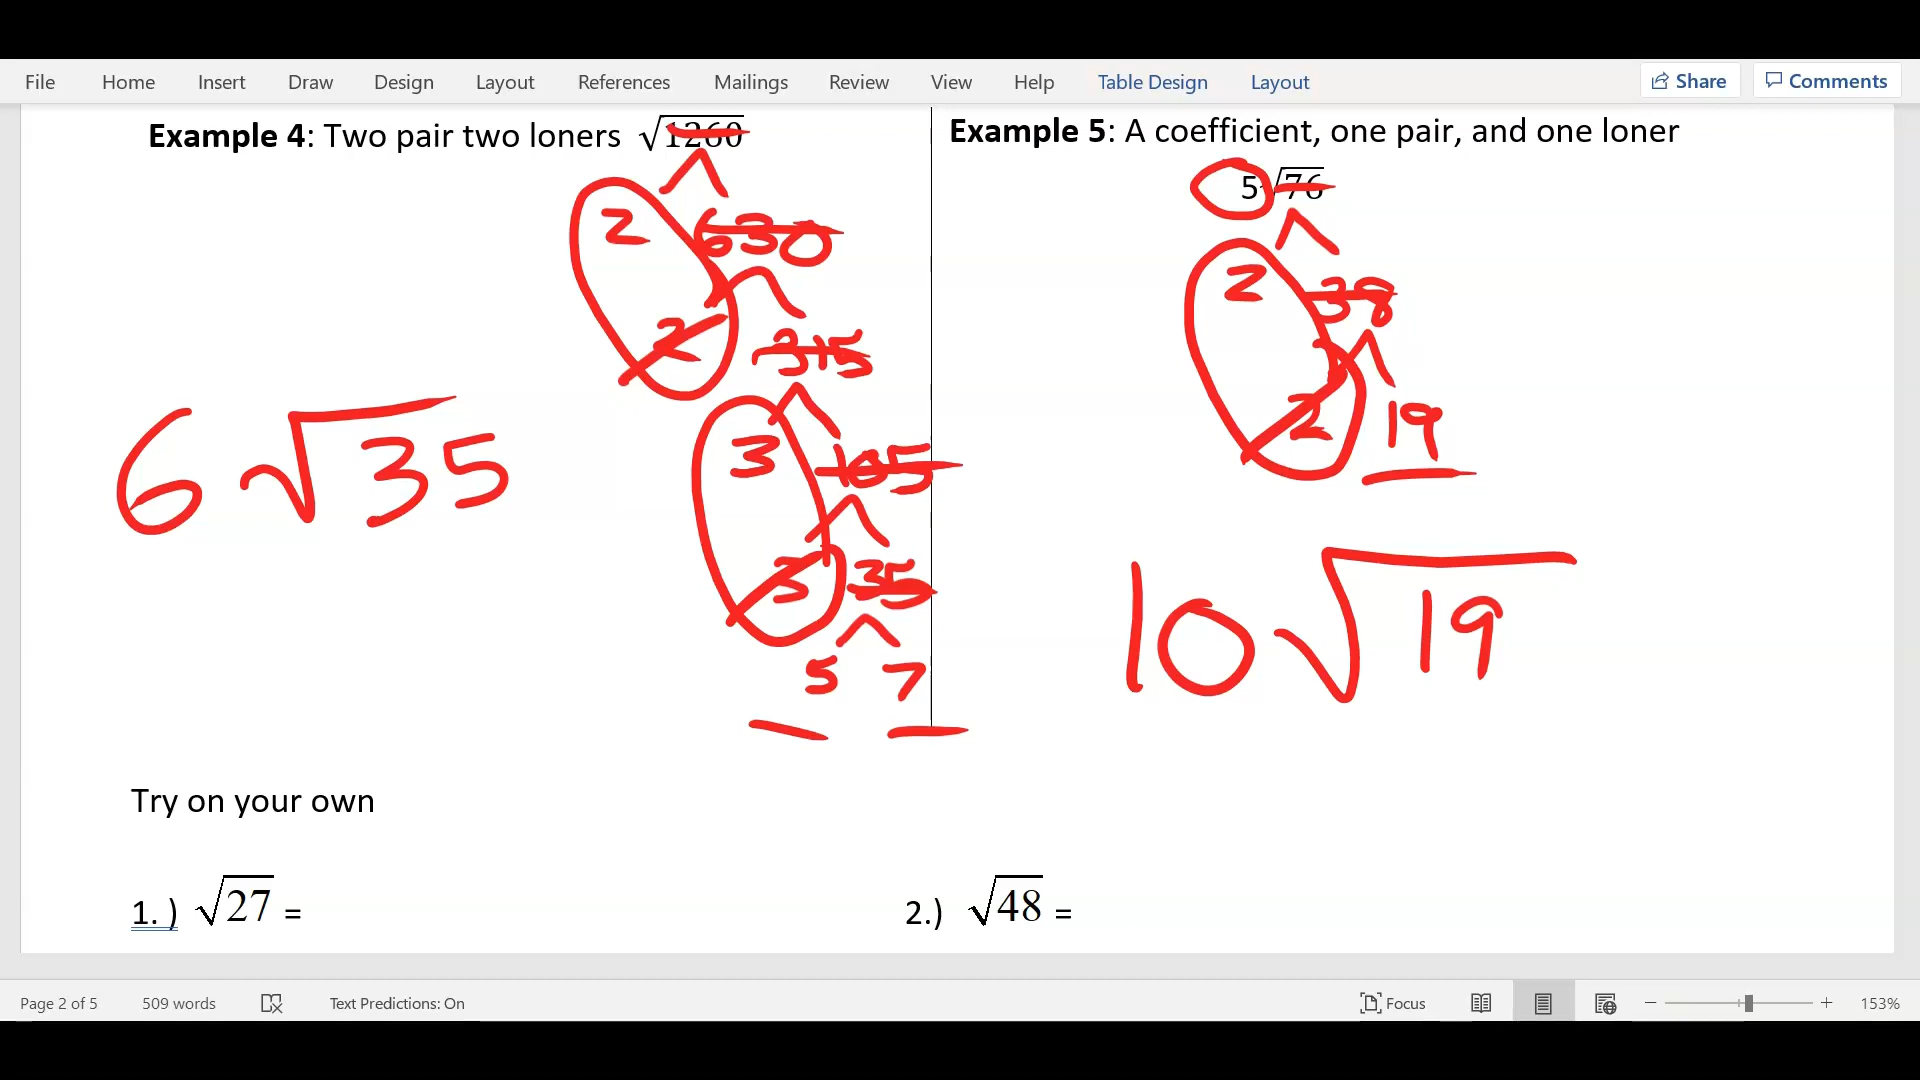 File Home Insert Draw Design Layout References Mailings Review View Help Table Design Layout Share Comments
Example 4: Two pair two loners √1260
2 630
2 315
3 105
3 35
5 7
6√35
Example 5: A coefficient, one pair, and one loner
5√76
2 38
2 19
10√19
Try on your own
1. ) √27 =
2.) √48 =
Page 2 of 5 509 words Text Predictions: On Focus 153%